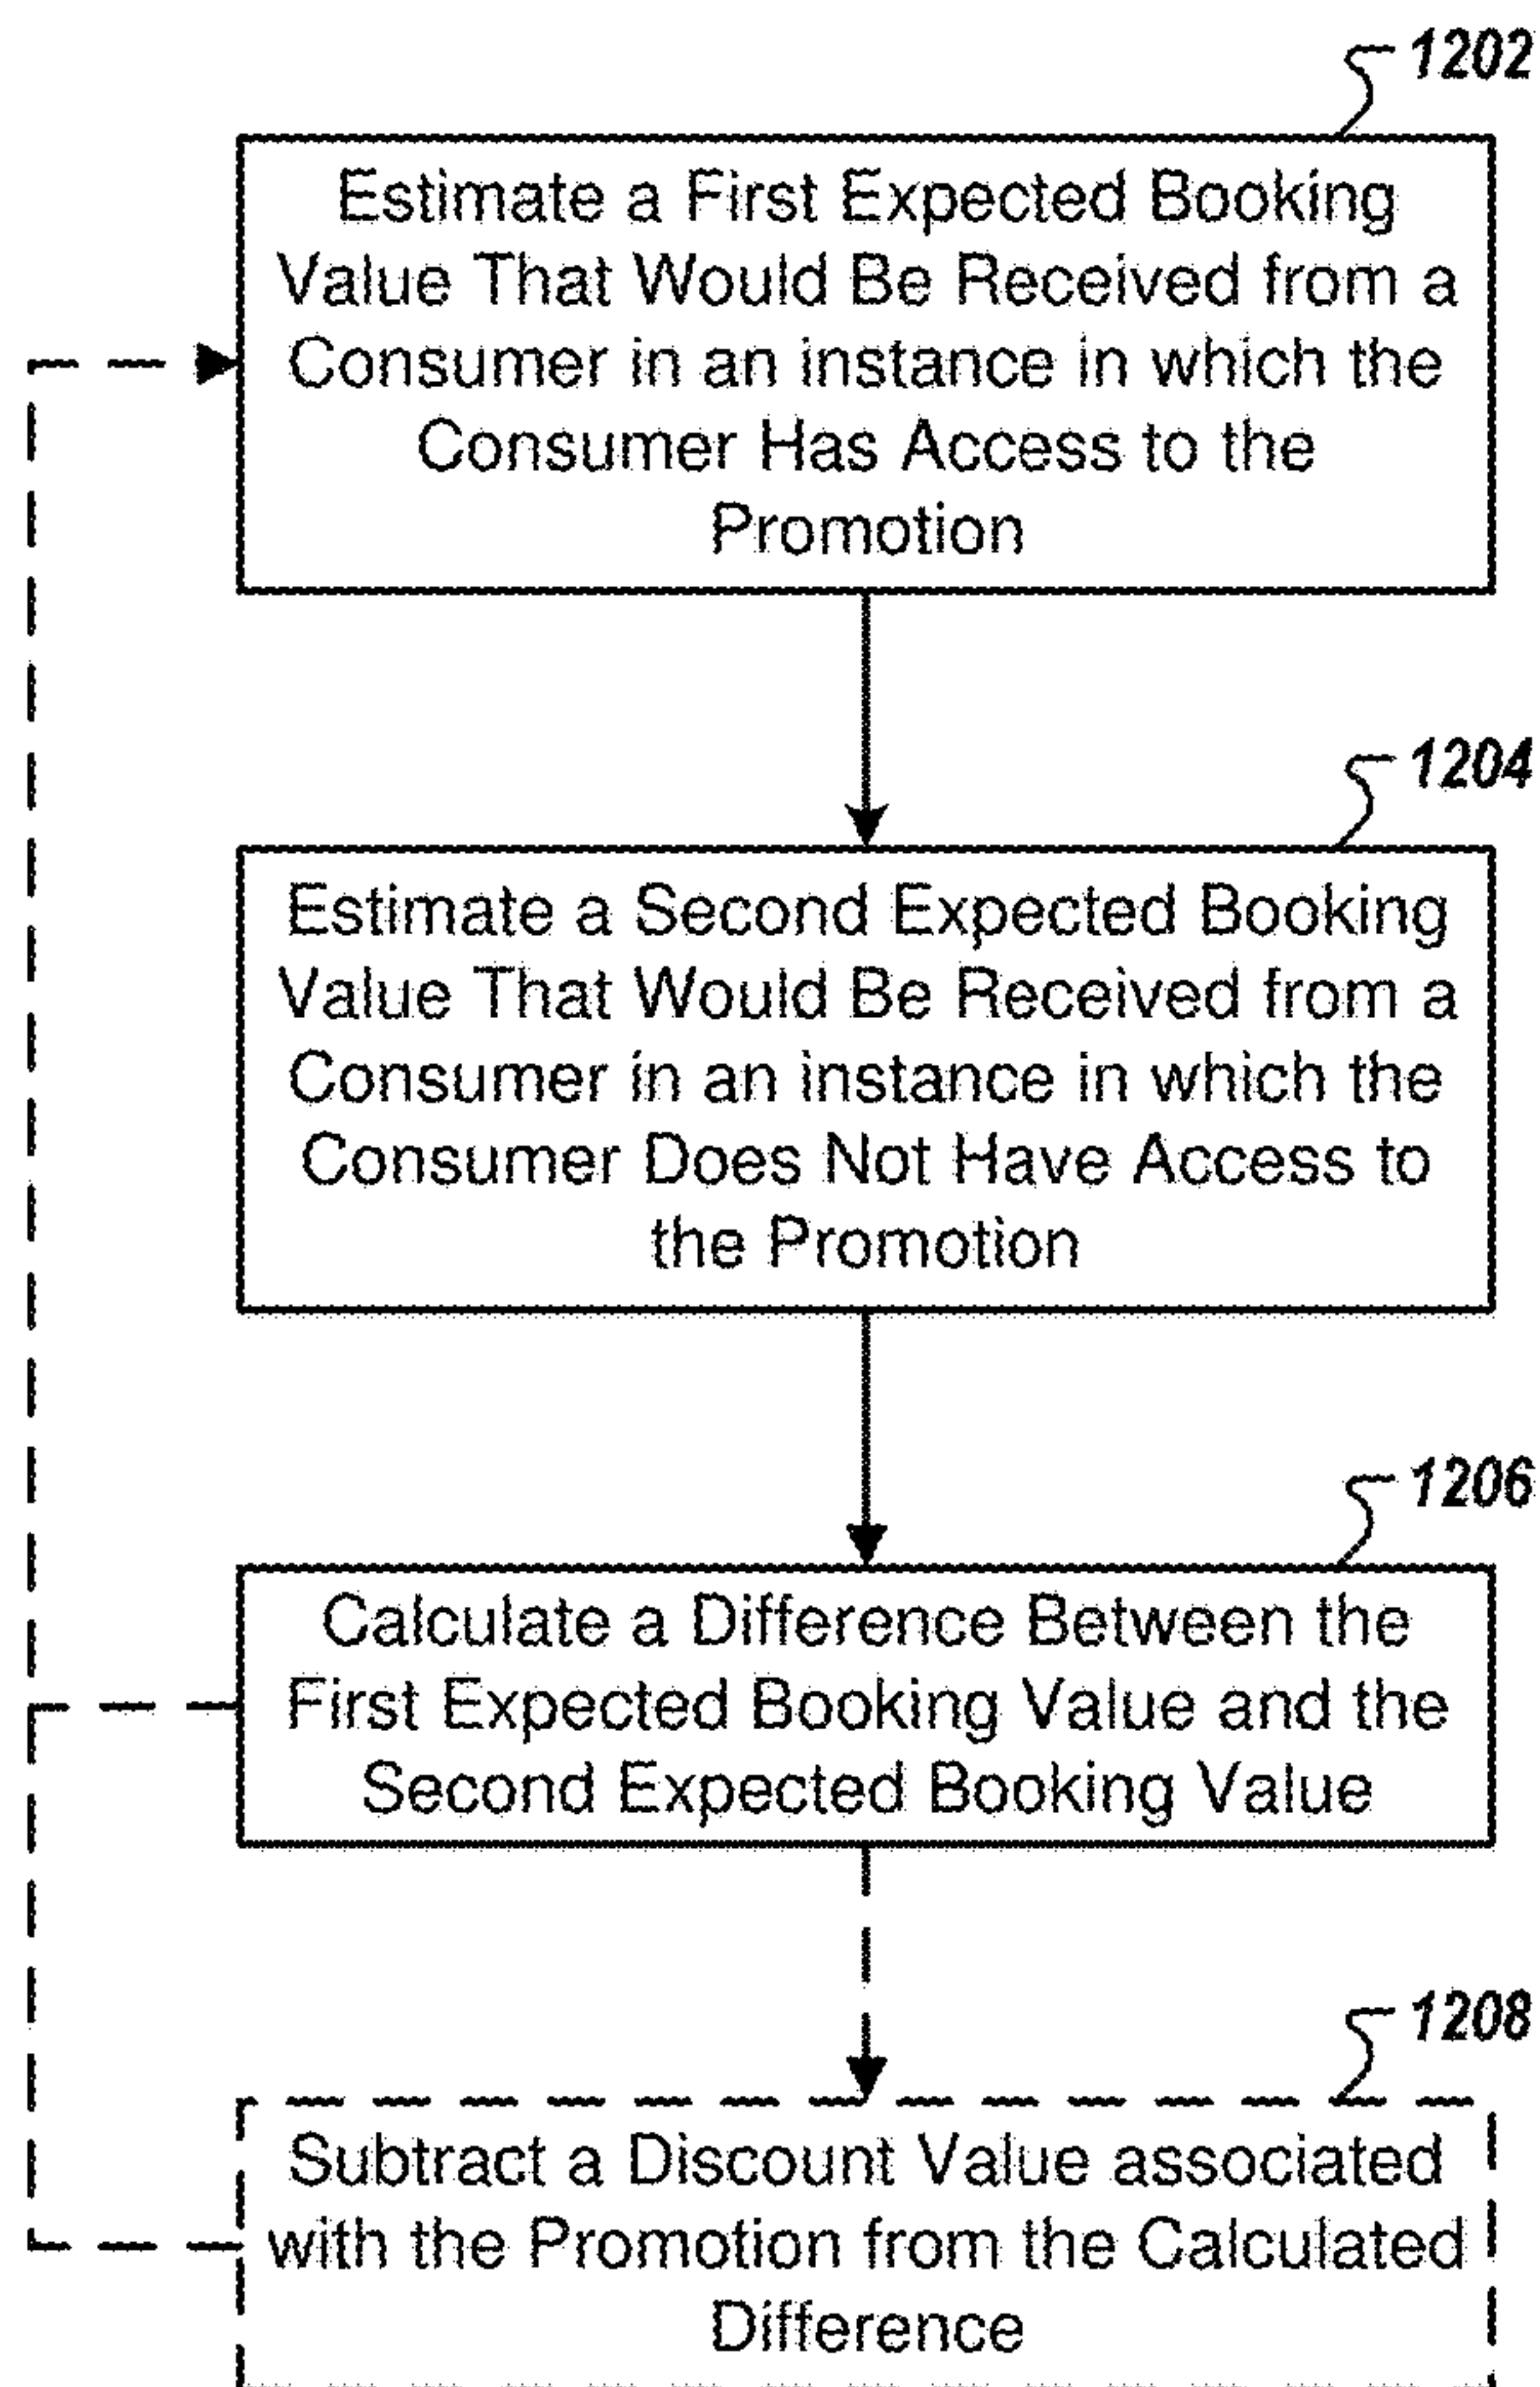 1202
Estimate a First Expected Booking
Value That Would Be Received from a
Consumer in an instance in which the
Consumer Has Access to the
Promotion
1204
Estimate a Second Expected Booking
Value That Would Be Received from a
Consumer in an instance in which the
Consumer Does Not Have Access to
the Promotion
1206
Calculate a Difference Between the
First Expected Booking Value and the
Second Expected Booking Value
1208
Subtract a Discount Value associated
with the Promotion from the Calculated
Difference